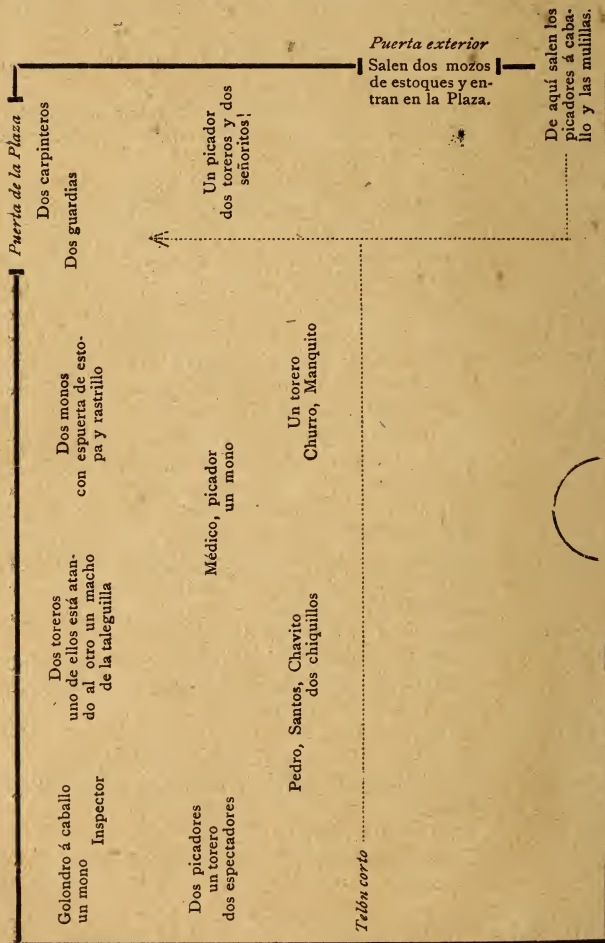 Puerta de la Plaza
Golondro á caballo
un mono
Inspector
Dos toreros
uno de ellos está atan-
do al otro un macho
de la taleguilla
Dos monos
con espuerta de esto-
pa y rastrillo
Dos carpinteros
Dos guardias
Dos picadores
un torero
dos espectadores
Médico, picador
un mono
Un picador
dos toreros y dos
señoritos!
Pedro, Santos, Chavito
dos chiquillos
Un torero
Churro, Manquito
Telón corto
Puerta exterior
Salen dos mozos
de estoques y en-
tran en la Plaza.
De aquí salen los
picadores á caba-
llo y las mulillas.